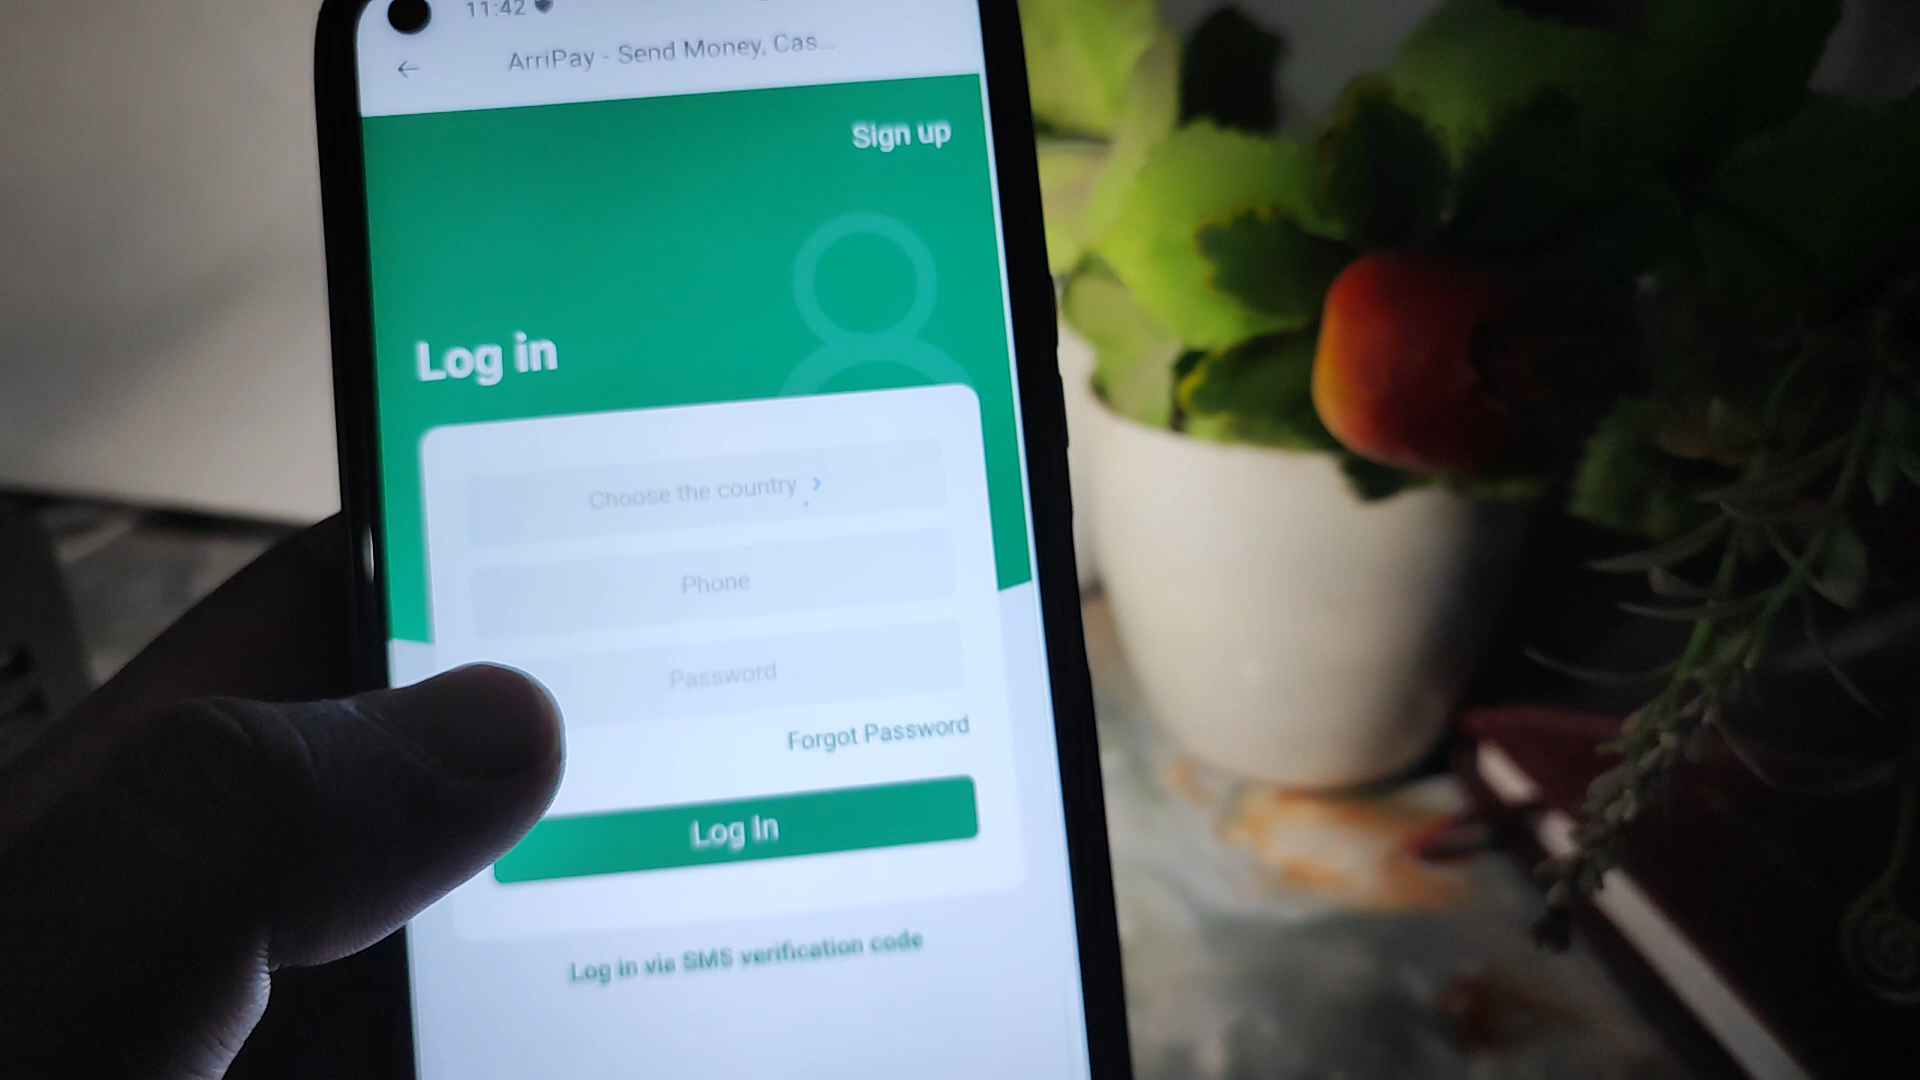 11:42
ArriPay - Send Money, Cas...
Sign up
Log in
Choose the country >
Phone
Password
Forgot Password
Log In
Log in via SMS verification code